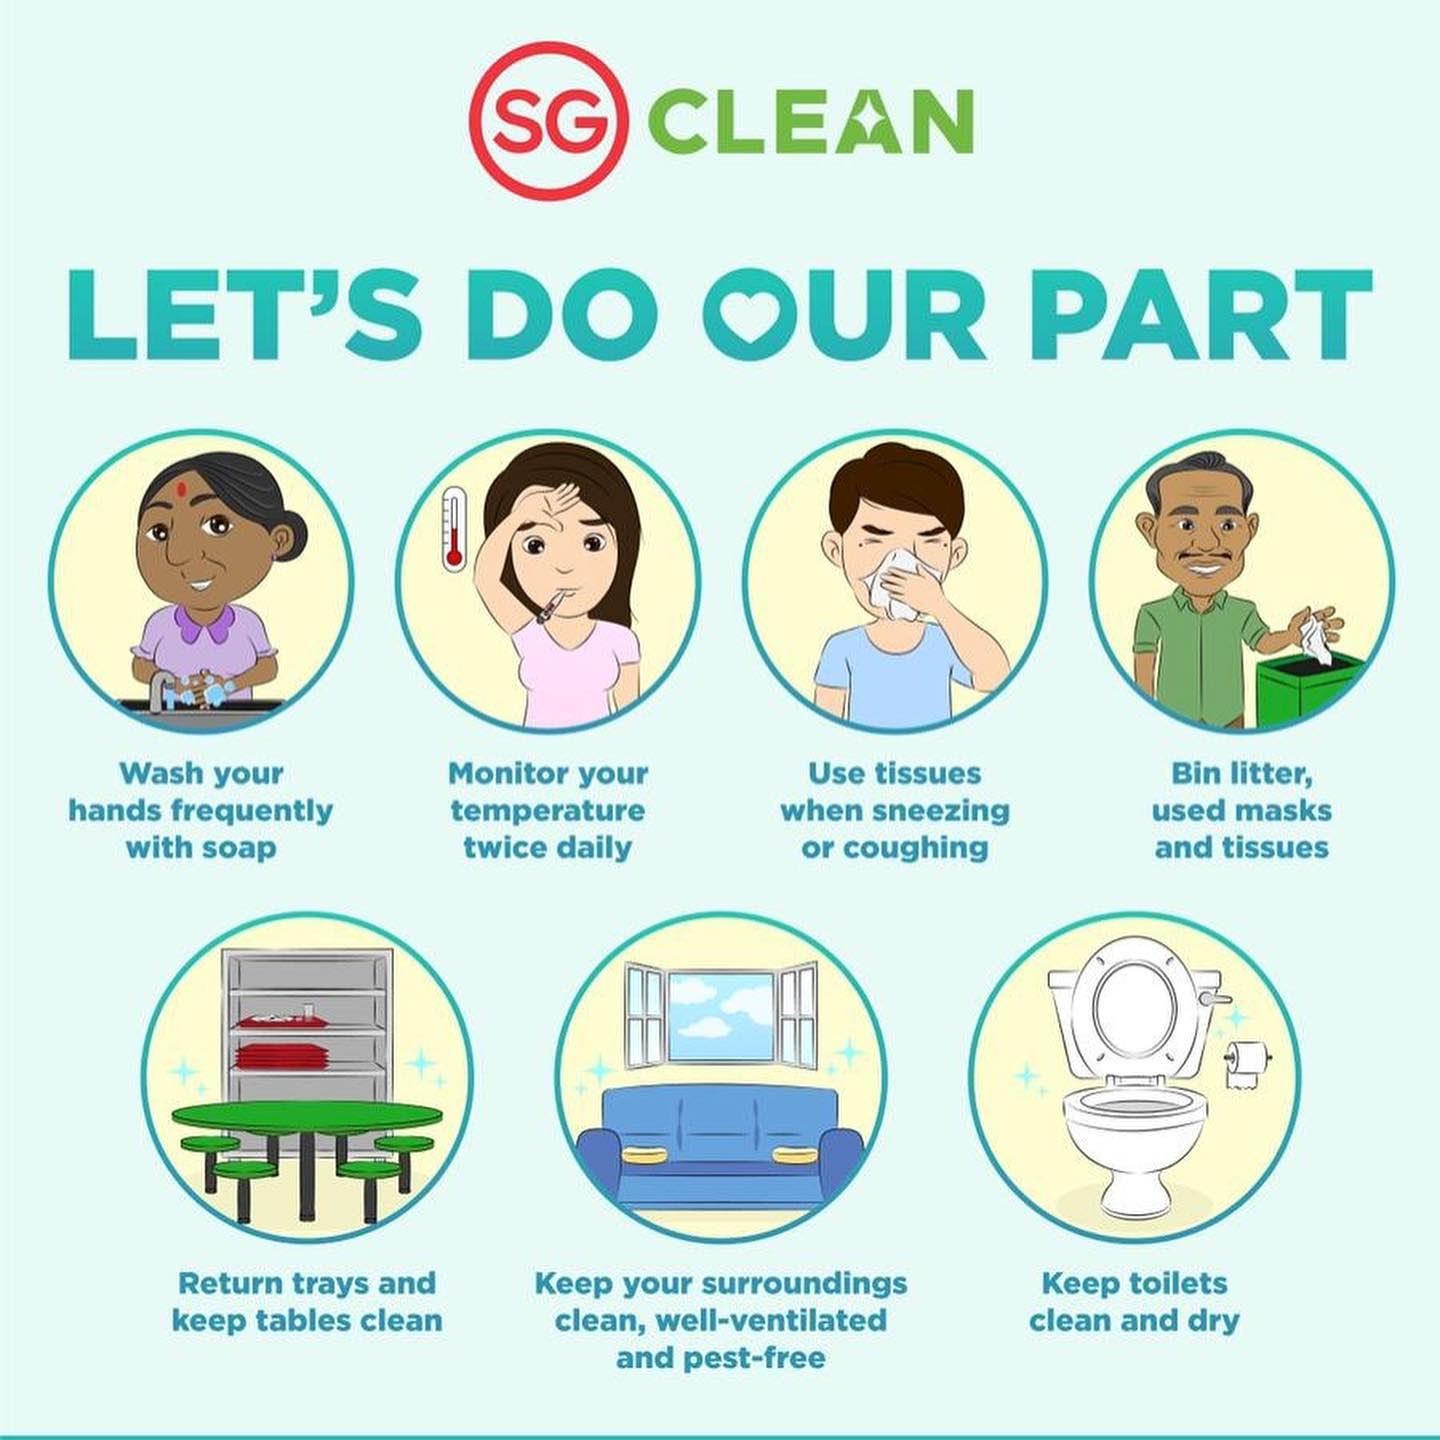 SG CLEAN
LET'S DO OUR PART
Wash your
hands frequently
with soap
Monitor your
temperature
twice daily
Use tissues
when sneezing
or coughing
Bin litter,
used masks
and tissues
Return trays and
keep tables clean
Keep your surroundings
clean, well-ventilated
and pest-free
Keep toilets
clean and dry